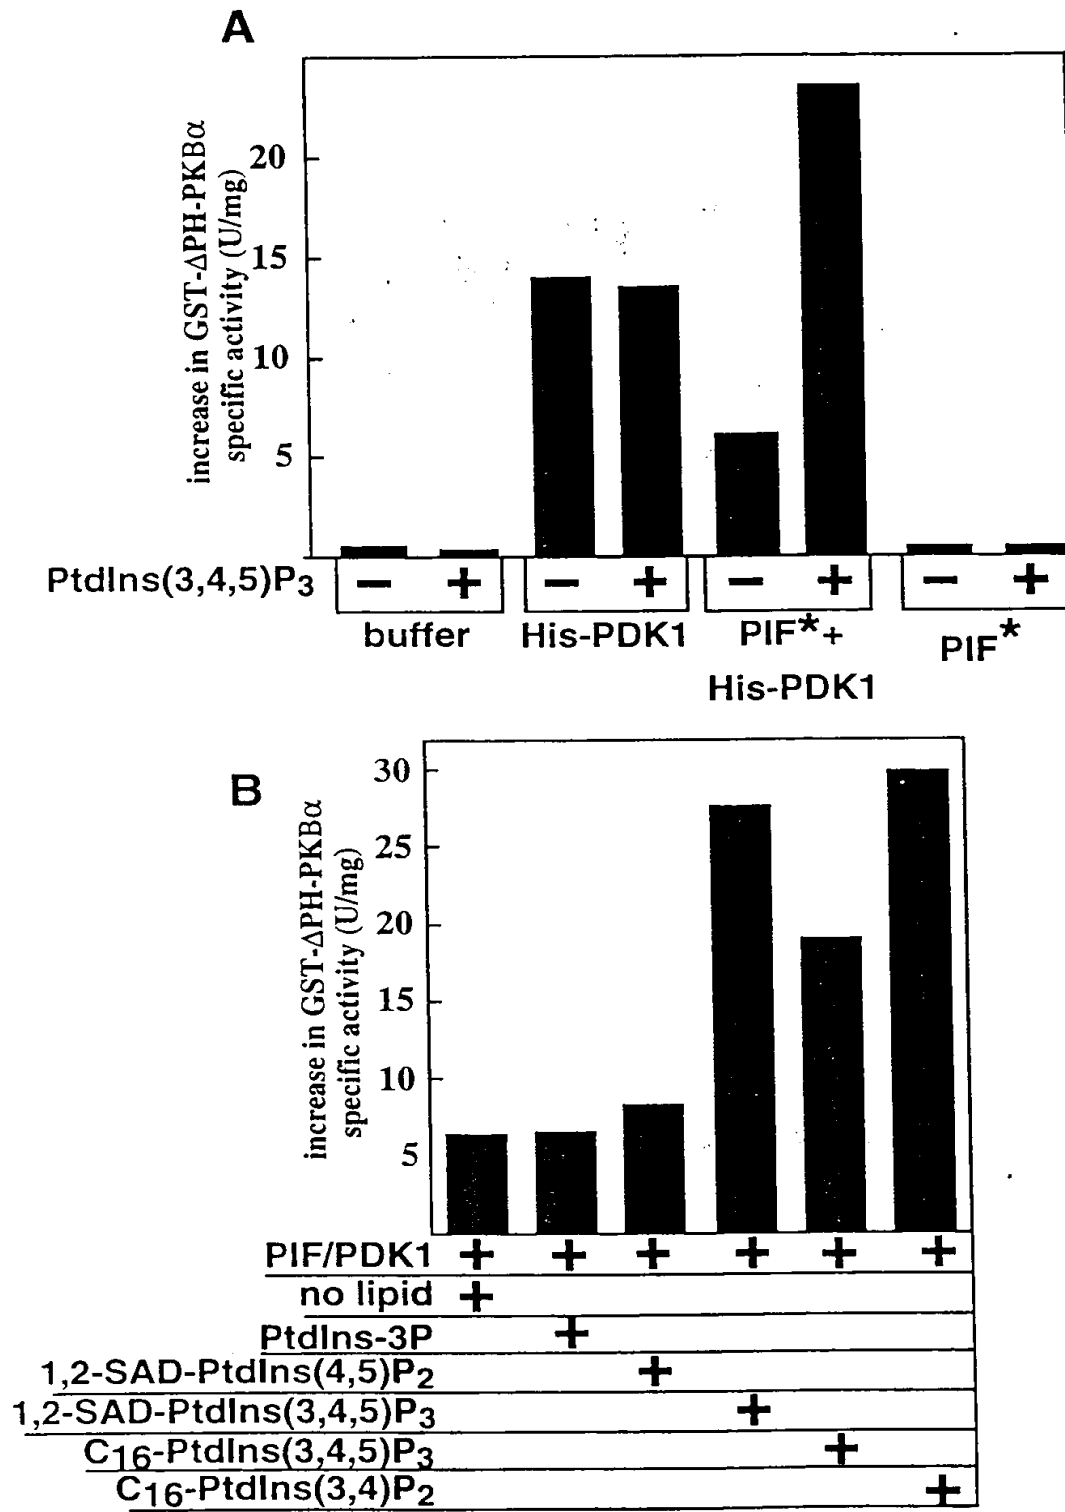 A
increase in GST-ΔPH-PKBα
specific activity (U/mg)
20
15
10
5
PtdIns(3,4,5)P3 − + − + − + − +
buffer His-PDK1 PIF*+ PIF*
His-PDK1
B
increase in GST-ΔPH-PKBα
specific activity (U/mg)
30
25
20
15
10
5
PIF/PDK1 + + + + + +
no lipid +
PtdIns-3P +
1,2-SAD-PtdIns(4,5)P2 +
1,2-SAD-PtdIns(3,4,5)P3 +
C16-PtdIns(3,4,5)P3 +
C16-PtdIns(3,4)P2 +